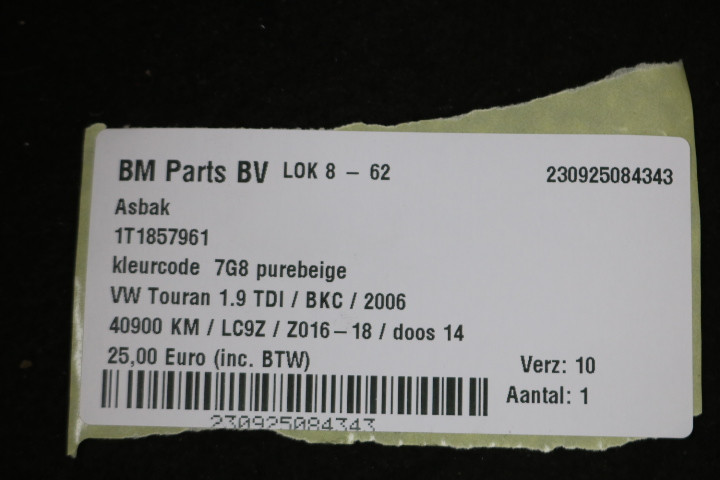 BM Parts BV LOK 8 - 62 230925084343
Asbak
1T1857961
kleurcode 7G8 purebeige
VW Touran 1.9 TDI / BKC / 2006
40900 KM / LC9Z / Z016-18 / doos 14
25,00 Euro (inc. BTW)
Verz: 10
Aantal: 1
230925084343